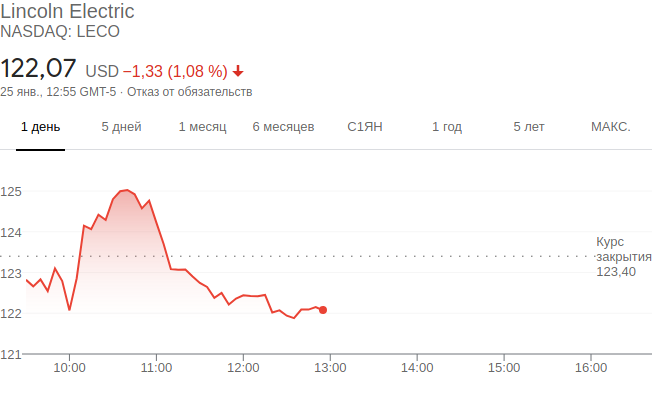 Lincoln Electric
NASDAQ: LECO
122,07 USD −1,33 (1,08 %)
25 янв., 12:55 GMT-5 · Отказ от обязательств
1 день 5 дней 1 месяц 6 месяцев С1ЯН 1 год 5 лет МАКС.
125
124
Курс
закрытия
123,40
123
122
121
10:00 11:00 12:00 13:00 14:00 15:00 16:00